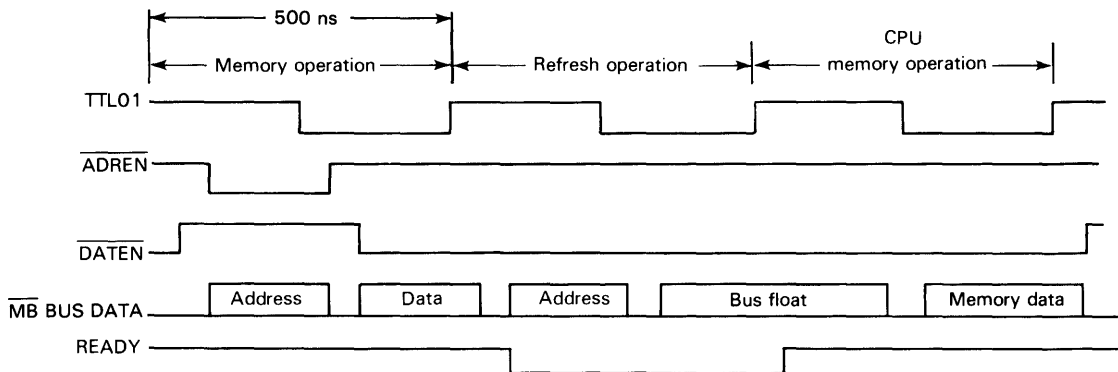 500 ns
Memory operation
Refresh operation
CPU
memory operation
TTL01
ADREN
DATEN
MB BUS DATA
Address
Data
Address
Bus float
Memory data
READY